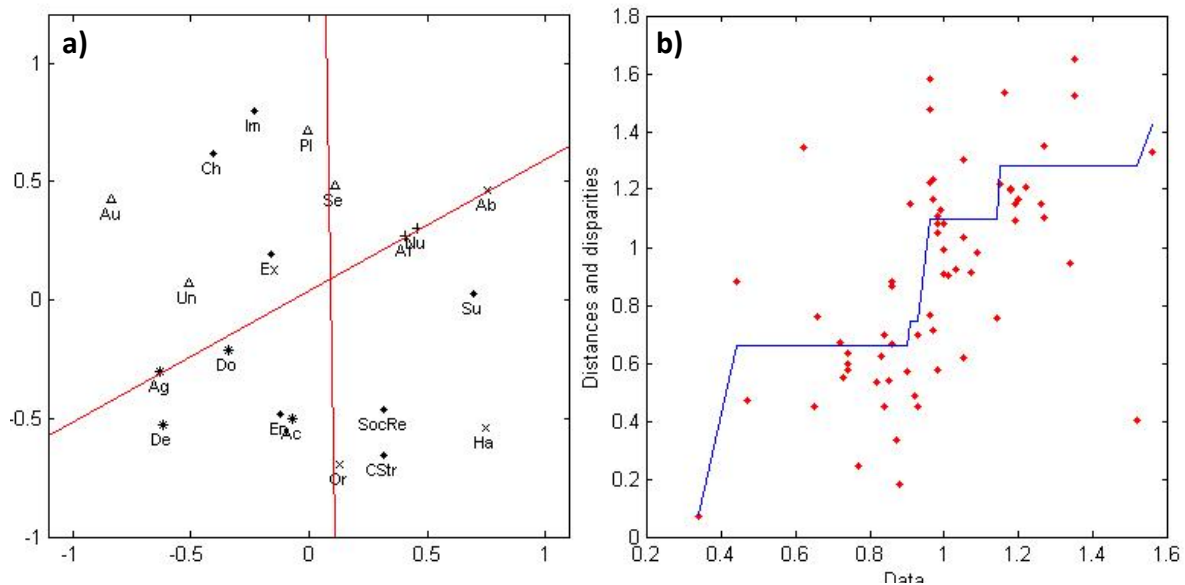 a)
1
0.5
0
-0.5
-1
-1
-0.5
0
0.5
1
Im
Pl
Ch
Se
Au
Ab
Nu
Af
Ex
Un
Su
Do
Ag
De
En
Ac
SocRe
Ha
Or
CStr
b)
Distances and disparities
1.8
1.6
1.4
1.2
1
0.8
0.6
0.4
0.2
0
0.2
0.4
0.6
0.8
1
1.2
1.4
1.6
Data